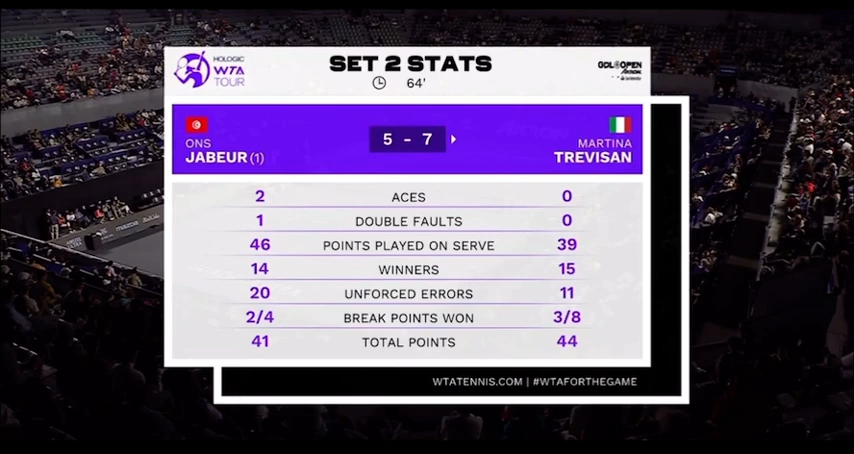 HOLOGIC
WTA
TOUR
SET 2 STATS
GDL OPEN
64'
ONS
JABEUR (1)
5 - 7
MARTINA
TREVISAN
2 ACES 0
1 DOUBLE FAULTS 0
46 POINTS PLAYED ON SERVE 39
14 WINNERS 15
20 UNFORCED ERRORS 11
2/4 BREAK POINTS WON 3/8
41 TOTAL POINTS 44
WTATENNIS.COM | #WTAFORTHEGAME